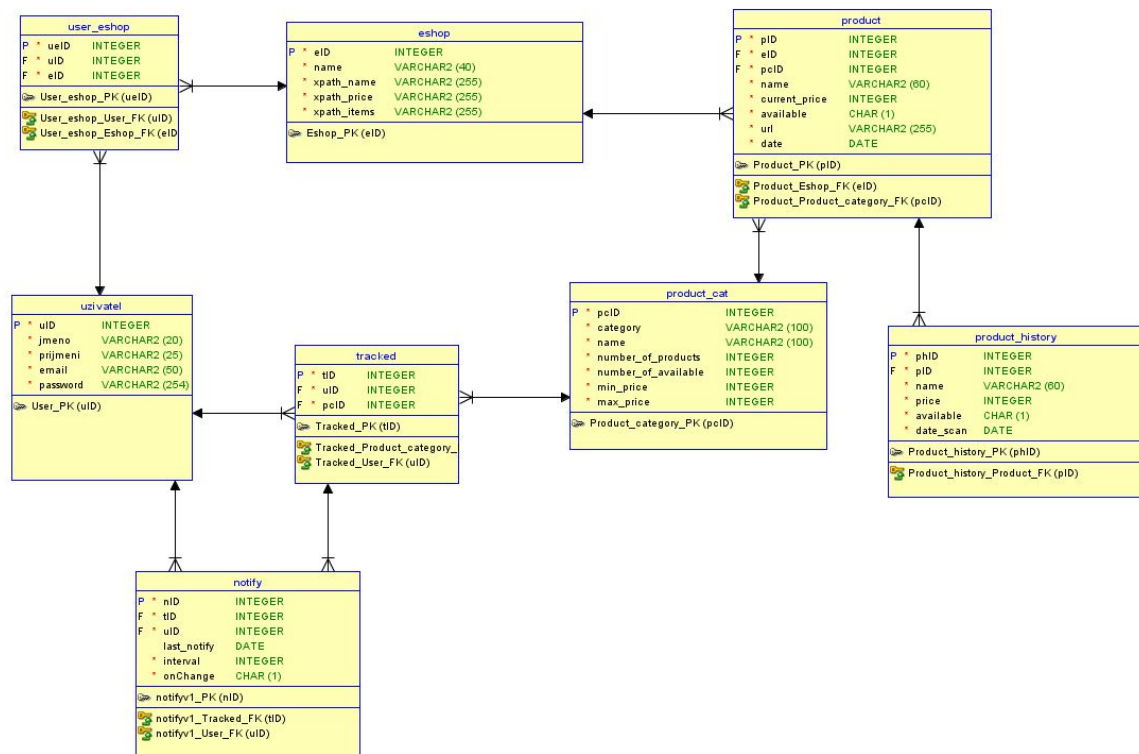 user_eshop
P * ueID INTEGER
F * uID INTEGER
F * eID INTEGER
User_eshop_PK (ueID)
User_eshop_User_FK (uID)
User_eshop_Eshop_FK (eID
eshop
P * eID INTEGER
* name VARCHAR2 (40)
* xpath_name VARCHAR2 (255)
* xpath_price VARCHAR2 (255)
* xpath_items VARCHAR2 (255)
Eshop_PK (eID)
product
P * pID INTEGER
F * eID INTEGER
F * pcID INTEGER
* name VARCHAR2 (60)
* current_price INTEGER
* available CHAR (1)
* url VARCHAR2 (255)
* date DATE
Product_PK (pID)
Product_Eshop_FK (eID)
Product_Product_category_FK (pcID)
uzivatel
P * uID INTEGER
* jmeno VARCHAR2 (20)
* prijmeni VARCHAR2 (25)
* email VARCHAR2 (50)
* password VARCHAR2 (254)
User_PK (uID)
tracked
P * tID INTEGER
F * uID INTEGER
F * pcID INTEGER
Tracked_PK (tID)
Tracked_Product_category_
Tracked_User_FK (uID)
product_cat
P * pcID INTEGER
* category VARCHAR2 (100)
* name VARCHAR2 (100)
* number_of_products INTEGER
* number_of_available INTEGER
* min_price INTEGER
* max_price INTEGER
Product_category_PK (pcID)
product_history
P * phID INTEGER
F * pID INTEGER
* name VARCHAR2 (60)
* price INTEGER
* available CHAR (1)
* date_scan DATE
Product_history_PK (phID)
Product_history_Product_FK (pID)
notify
P * nID INTEGER
F * tID INTEGER
F * uID INTEGER
last_notify DATE
* interval INTEGER
* onChange CHAR (1)
notifyv1_PK (nID)
notifyv1_Tracked_FK (tID)
notifyv1_User_FK (uID)